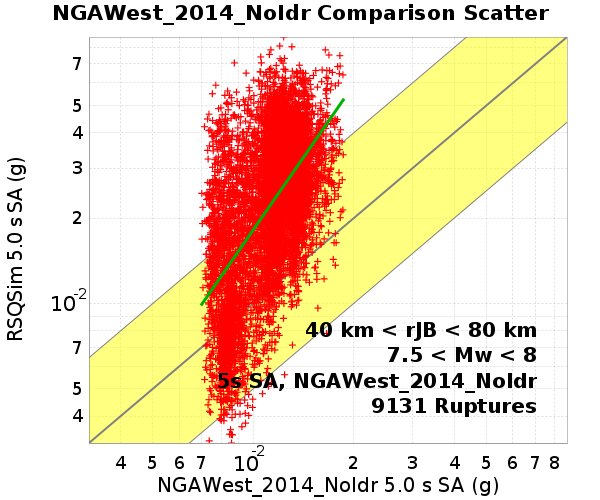 NGAWest_2014_NoIdr Comparison Scatter
RSQSim 5.0 s SA (g)
7
5
4
3
2
10-2
7
5
4
40 km < rJB < 80 km
7.5 < Mw < 8
5s SA, NGAWest_2014_NoIdr
9131 Ruptures
4 5 6 7 10-2 2 3 4 5 6 7 8
NGAWest_2014_NoIdr 5.0 s SA (g)